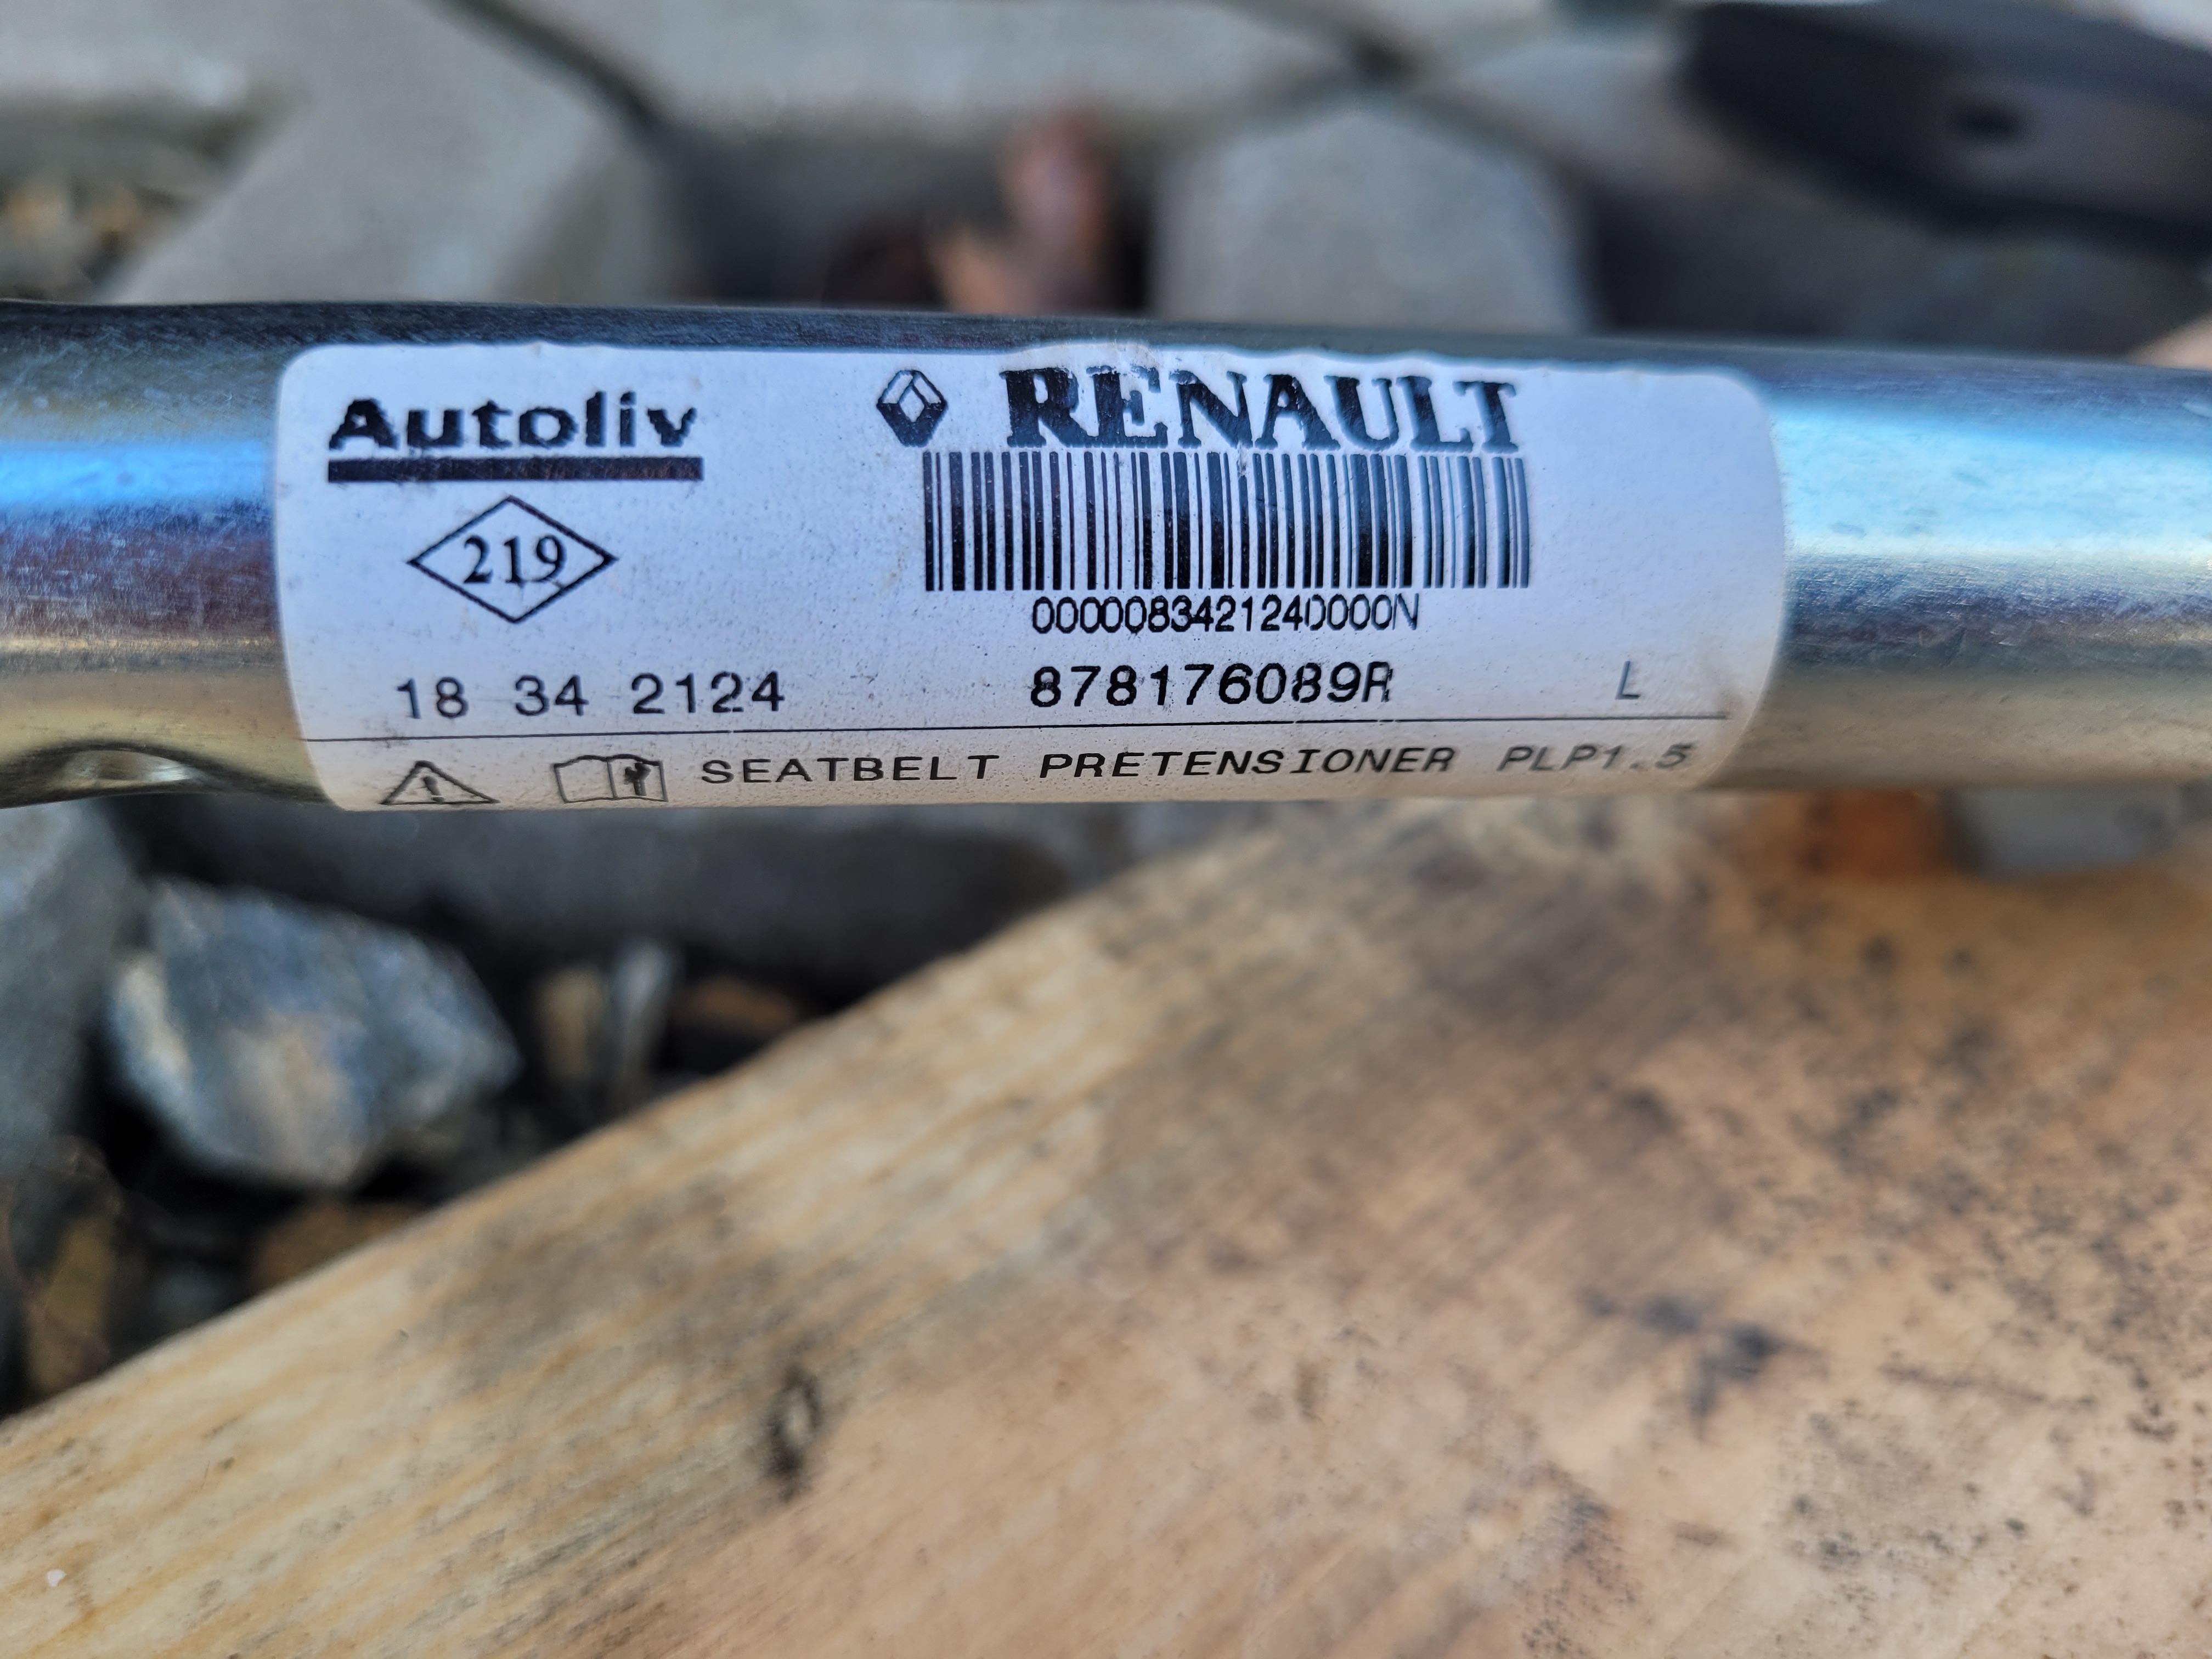 Autoliv
RENAULT
219
0000083421240000N
18 34 2124
878176089R
L
SEATBELT PRETENSIONER PLP1.5